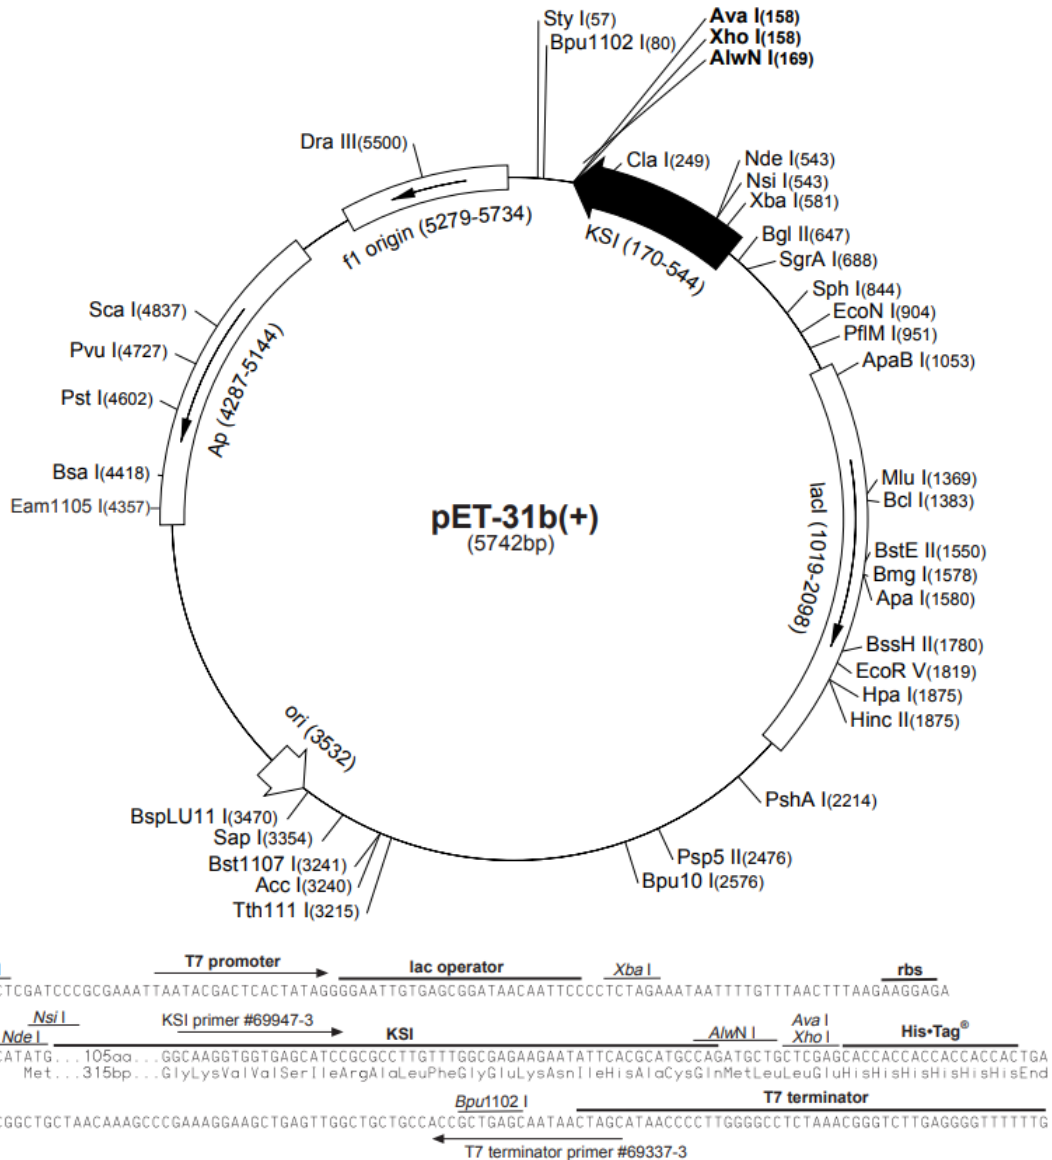 Sty I(57)
Bpu1102 I(80)
Ava I(158)
Xho I(158)
AlwN I(169)
Dra III(5500)
Cla I(249)
Nde I(543)
Nsi I(543)
Xba I(581)
f1 origin (5279-5734)
KSI (170-544)
Bgl II(647)
SgrA I(688)
Sph I(844)
EcoN I(904)
PflM I(951)
ApaB I(1053)
Sca I(4837)
Pvu I(4727)
Pst I(4602)
Ap (4287-5144)
Bsa I(4418)
Eam1105 I(4357)
Mlu I(1369)
Bcl I(1383)
lacI (1019-2098)
pET-31b(+)
(5742bp)
BstE II(1550)
Bmg I(1578)
Apa I(1580)
BssH II(1780)
EcoR V(1819)
Hpa I(1875)
Hinc II(1875)
ori (3532)
PshA I(2214)
BspLU11 I(3470)
Sap I(3354)
Bst1107 I(3241)
Acc I(3240)
Tth111 I(3215)
Psp5 II(2476)
Bpu10 I(2576)
T7 promoter
lac operator
Xba I
rbs
CTCGATCCCGCGAAATTAATACGACTCACTATAGGGGAATTGTGAGCGGATAACAATTCCCCTCTAGAAATAATTTTGTTTAACTTTAAGAAGGAGA
Nsi I
KSI primer #69947-3
Ava I
Nde I
KSI
AlwN I
Xho I
His•Tag®
CATATG...105aa...GGCAAGGTGGTGAGCATCCGCGCCTTGTTTGGCGAGAAGAATATTCACGCATGCCAGATGCTGCTCGAGCACCACCACCACCACCACTGA
Met...315bp...GlyLysValValSerIleArgAlaLeuPheGlyGluLysAsnIleHisAlaCysGlnMetLeuLeuGluHisHisHisHisHisHisEnd
Bpu1102 I
T7 terminator
CGGCTGCTAACAAAGCCCGAAAGGAAGCTGAGTTGGCTGCTGCCACCGCTGAGCAATAACTAGCATAACCCCTTGGGGCCTCTAAACGGGTCTTGAGGGGTTTTTTG
T7 terminator primer #69337-3